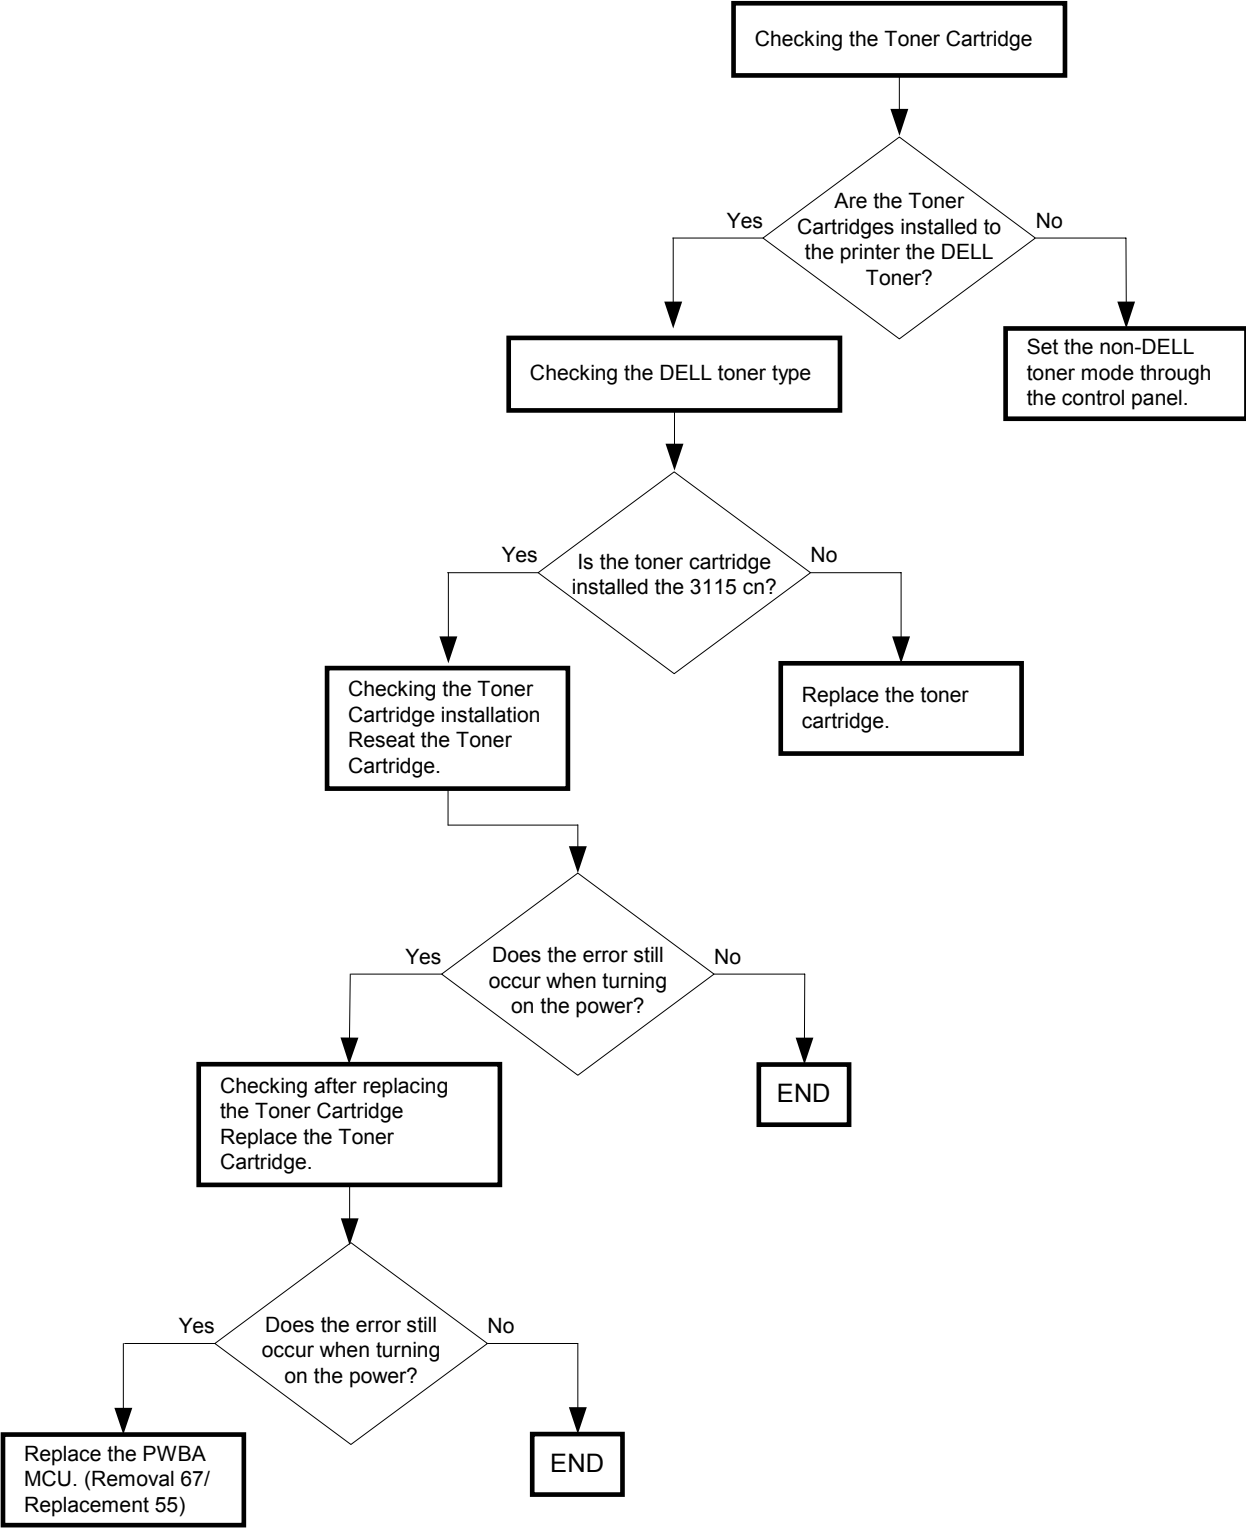 Checking the Toner Cartridge
Are the Toner
Cartridges installed to
the printer the DELL
Toner?
Yes
No
Checking the DELL toner type
Set the non-DELL
toner mode through
the control panel.
Is the toner cartridge
installed the 3115 cn?
Yes
No
Checking the Toner
Cartridge installation
Reseat the Toner
Cartridge.
Replace the toner
cartridge.
Does the error still
occur when turning
on the power?
Yes
No
Checking after replacing
the Toner Cartridge
Replace the Toner
Cartridge.
END
Does the error still
occur when turning
on the power?
Yes
No
Replace the PWBA
MCU. (Removal 67/
Replacement 55)
END